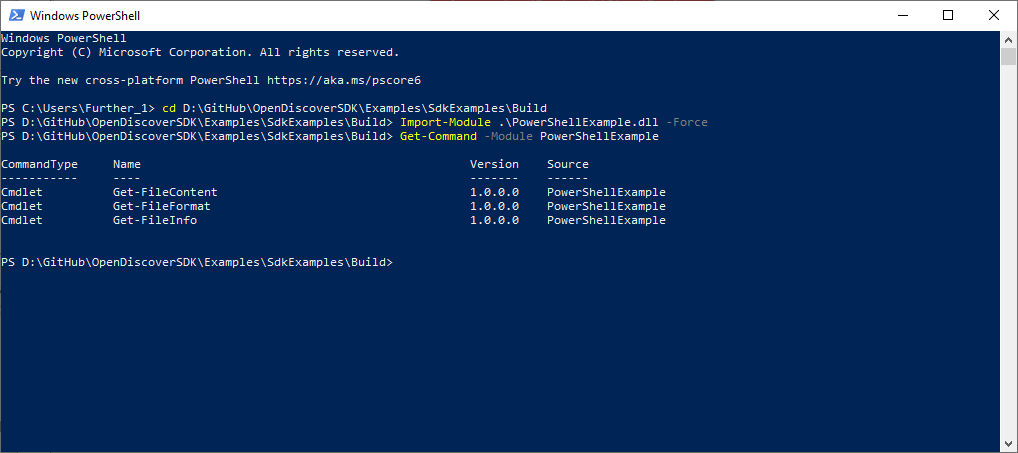 Windows PowerShell
Windows PowerShell
Copyright (C) Microsoft Corporation. All rights reserved.
Try the new cross-platform PowerShell https://aka.ms/pscore6
PS C:\Users\Further_1> cd D:\GitHub\OpenDiscoverSDK\Examples\SdkExamples\Build
PS D:\GitHub\OpenDiscoverSDK\Examples\SdkExamples\Build> Import-Module .\PowerShellExample.dll -Force
PS D:\GitHub\OpenDiscoverSDK\Examples\SdkExamples\Build> Get-Command -Module PowerShellExample
CommandType     Name                                               Version    Source
-----------     ----                                               -------    ------
Cmdlet          Get-FileContent                                    1.0.0.0    PowerShellExample
Cmdlet          Get-FileFormat                                     1.0.0.0    PowerShellExample
Cmdlet          Get-FileInfo                                       1.0.0.0    PowerShellExample
PS D:\GitHub\OpenDiscoverSDK\Examples\SdkExamples\Build>